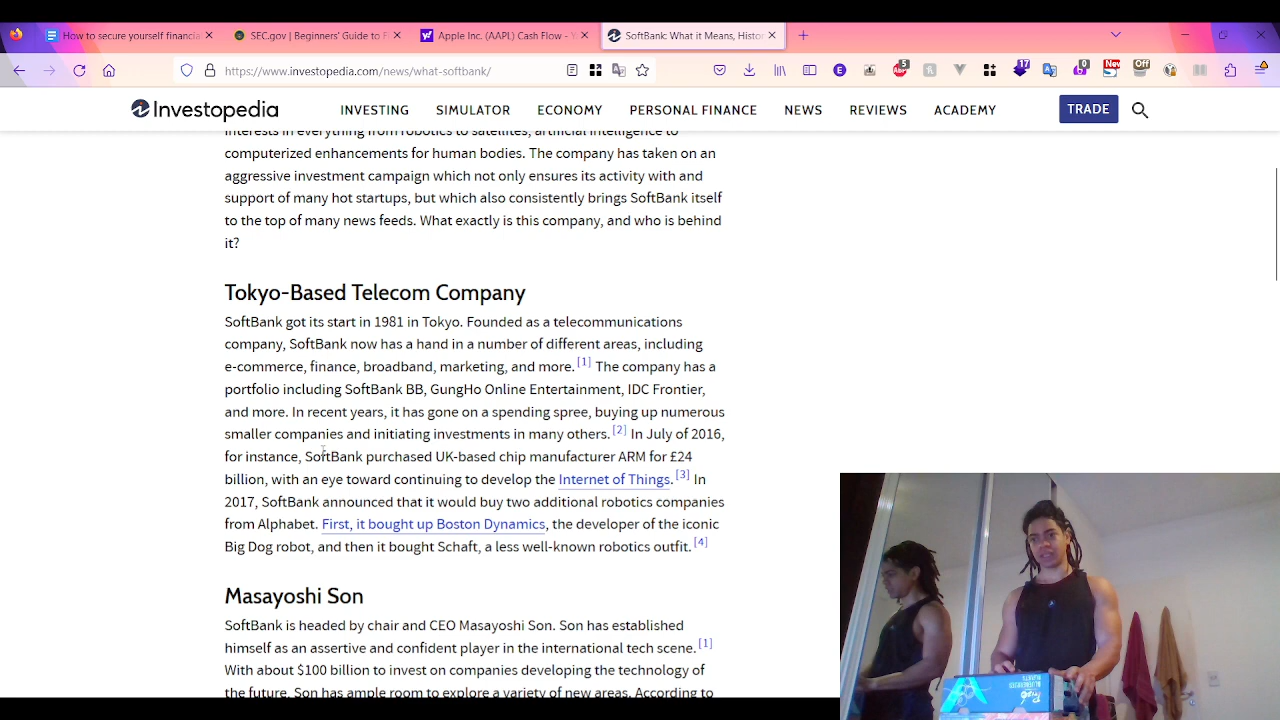 How to secure yourself financia
SEC.gov | Beginners' Guide to F
Apple Inc. (AAPL) Cash Flow - Y
SoftBank: What it Means, Histor
https://www.investopedia.com/news/what-softbank/
5
0
17
0
New
Off
Investopedia
INVESTING
SIMULATOR
ECONOMY
PERSONAL FINANCE
NEWS
REVIEWS
ACADEMY
TRADE
interests in everything from robotics to satellites, artificial intelligence to
computerized enhancements for human bodies. The company has taken on an
aggressive investment campaign which not only ensures its activity with and
support of many hot startups, but which also consistently brings SoftBank itself
to the top of many news feeds. What exactly is this company, and who is behind
it?
Tokyo-Based Telecom Company
SoftBank got its start in 1981 in Tokyo. Founded as a telecommunications
company, SoftBank now has a hand in a number of different areas, including
e-commerce, finance, broadband, marketing, and more.[1] The company has a
portfolio including SoftBank BB, GungHo Online Entertainment, IDC Frontier,
and more. In recent years, it has gone on a spending spree, buying up numerous
smaller companies and initiating investments in many others.[2] In July of 2016,
for instance, SoftBank purchased UK-based chip manufacturer ARM for £24
billion, with an eye toward continuing to develop the Internet of Things.[3] In
2017, SoftBank announced that it would buy two additional robotics companies
from Alphabet. First, it bought up Boston Dynamics, the developer of the iconic
Big Dog robot, and then it bought Schaft, a less well-known robotics outfit.[4]
Masayoshi Son
SoftBank is headed by chair and CEO Masayoshi Son. Son has established
himself as an assertive and confident player in the international tech scene.[1]
With about $100 billion to invest on companies developing the technology of
the future, Son has ample room to explore a variety of new areas. According to